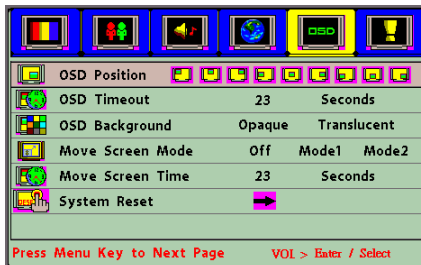 OSD
OSD Position
OSD Timeout 23 Seconds
OSD Background Opaque Translucent
Move Screen Mode Off Mode1 Mode2
Move Screen Time 23 Seconds
System Reset
Press Menu Key to Next Page VOL > Enter / Select